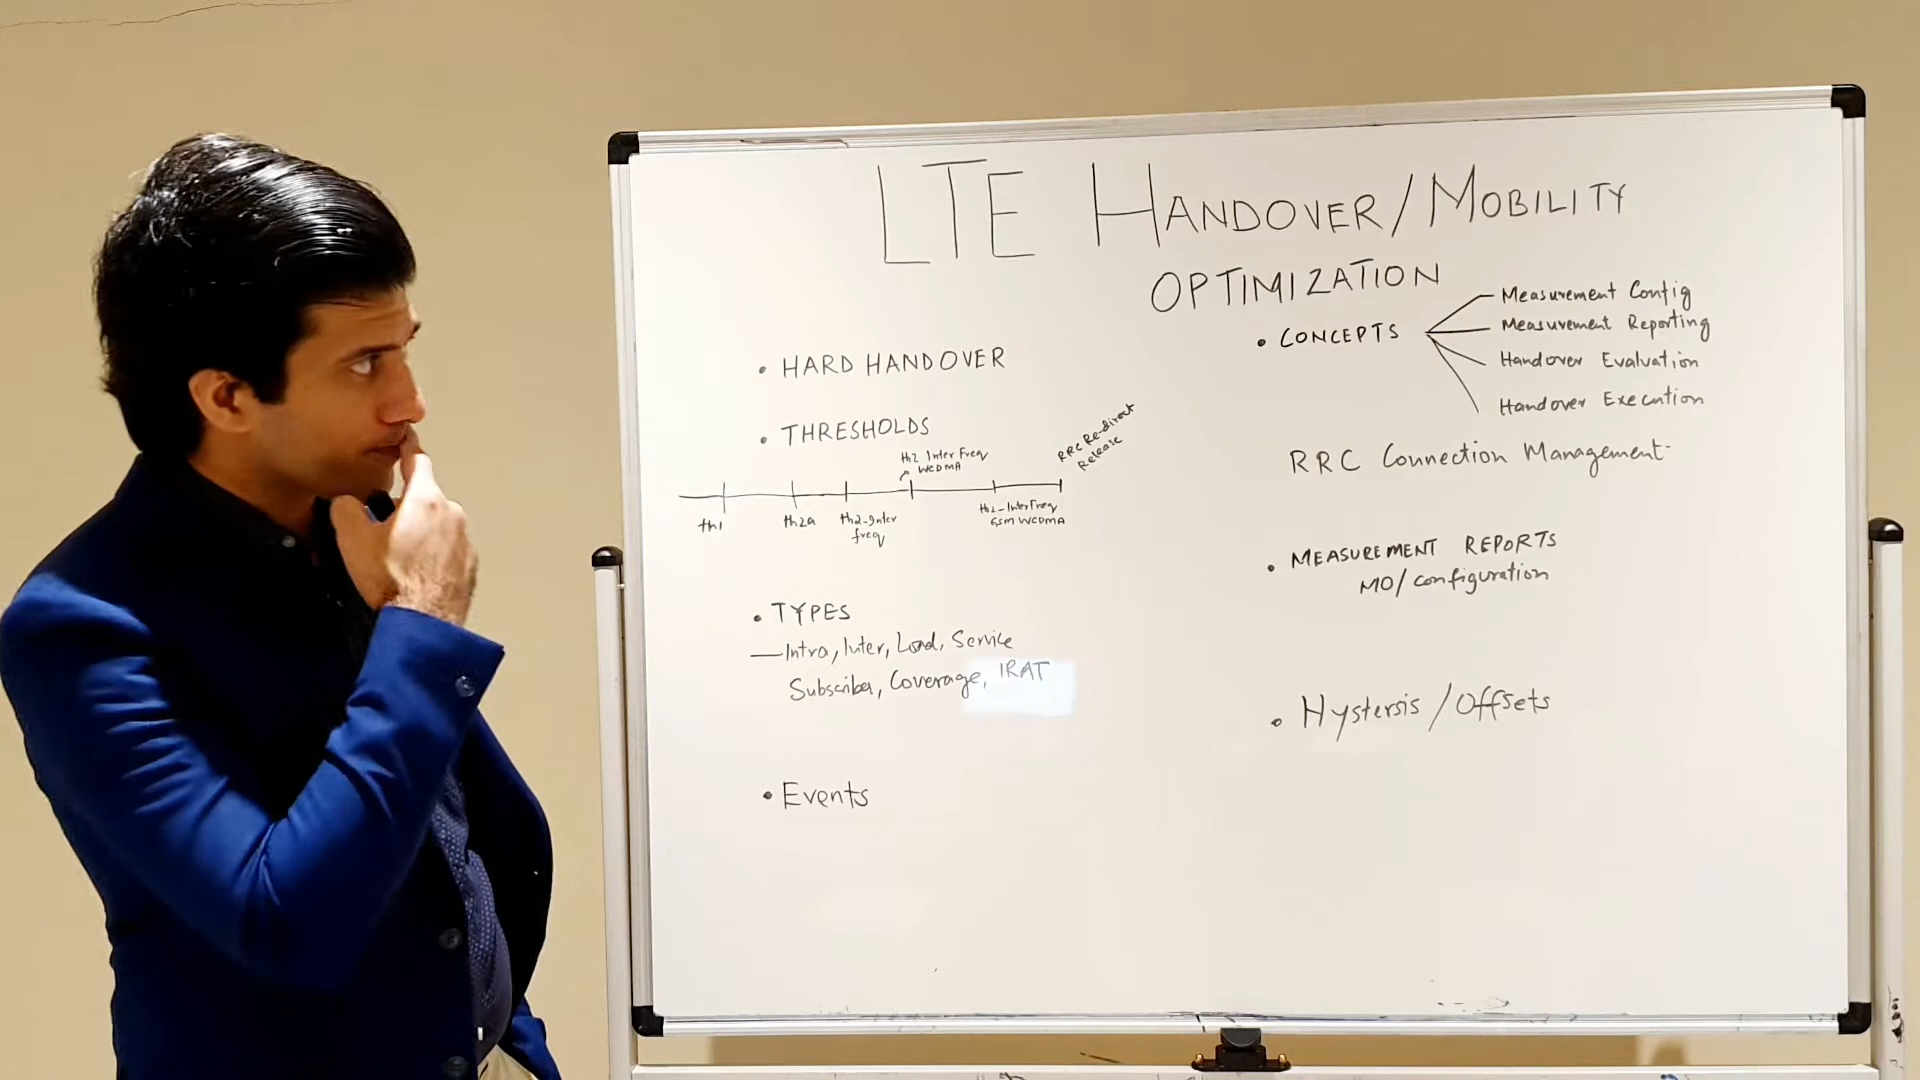 LTE HANDOVER/MOBILITY
OPTIMIZATION
• HARD HANDOVER
• THRESHOLDS
th1
th2a
th2-Inter
freq
th2 Inter Freq
WCDMA
th2-InterFreq
GSM WCDMA
RRC Re-direct
Release
• TYPES
—Intra, Inter, Load, Service
Subscriber, Coverage, IRAT
• Events
• CONCEPTS
Measurement Config
Measurement Reporting
Handover Evaluation
Handover Execution
RRC Connection Management
• MEASUREMENT REPORTS
MO/configuration
• Hystersis/Offsets